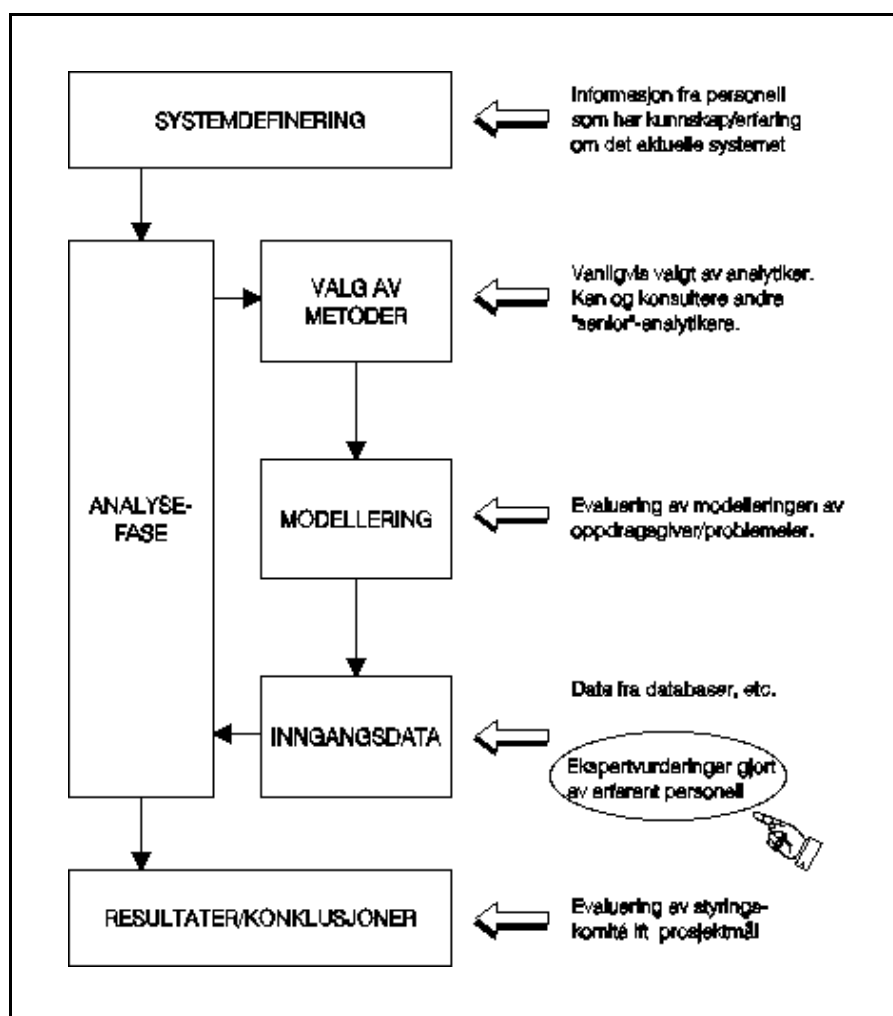 SYSTEMDEFINERING
Informasjon fra personell
som har kunnskap/erfaring
om det aktuelle systemet
VALG AV
METODER
Vanligvis valgt av analytiker.
Kan og konsultere andre
"senior"-analytikere.
ANALYSE-
FASE
MODELLERING
Evaluering av modelleringen av
oppdragsgiver/problemeier.
INNGANGSDATA
Data fra databaser, etc.
Ekspertvurderinger gjort
av erfarent personell
RESULTATER/KONKLUSJONER
Evaluering av styrings-
komité ift. prosjektmål